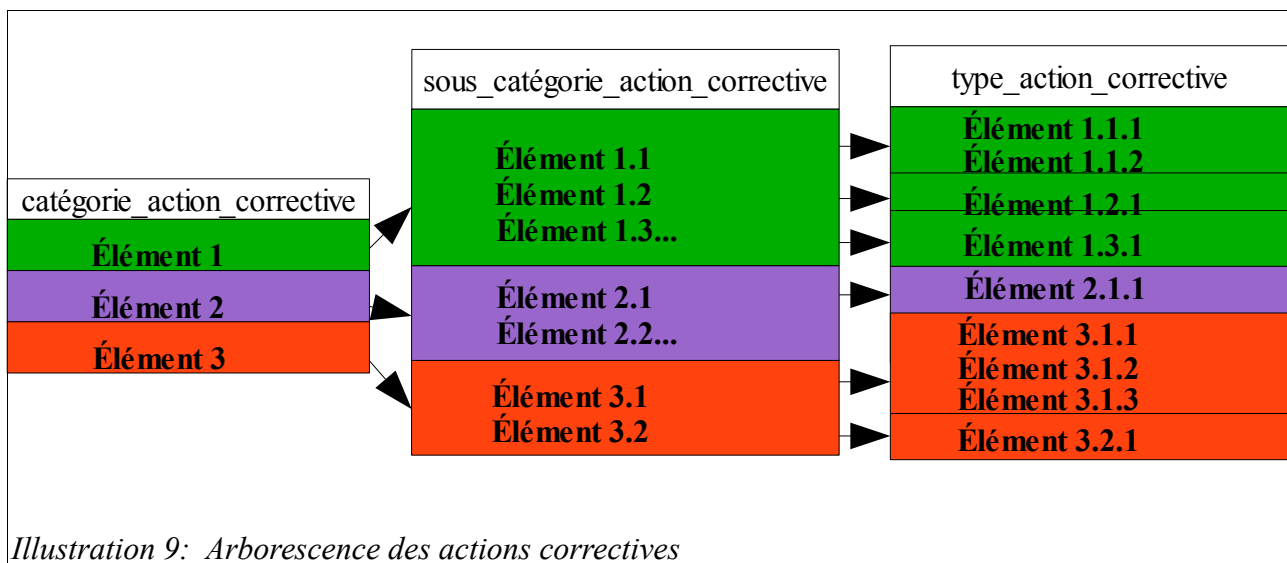 catégorie_action_corrective
Élément 1
Élément 2
Élément 3
sous_catégorie_action_corrective
Élément 1.1
Élément 1.2
Élément 1.3...
Élément 2.1
Élément 2.2...
Élément 3.1
Élément 3.2
type_action_corrective
Élément 1.1.1
Élément 1.1.2
Élément 1.2.1
Élément 1.3.1
Élément 2.1.1
Élément 3.1.1
Élément 3.1.2
Élément 3.1.3
Élément 3.2.1
Illustration 9: Arborescence des actions correctives